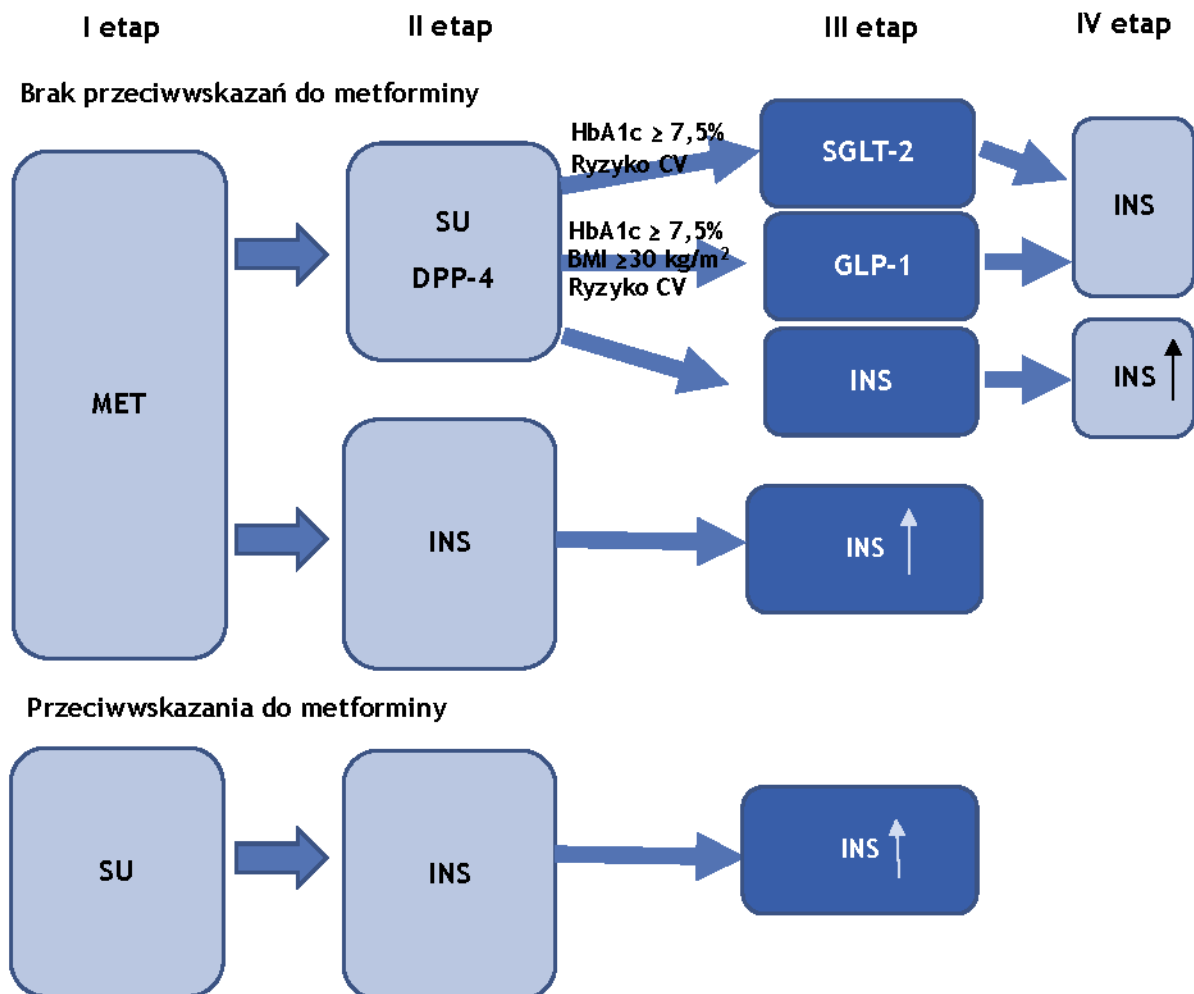 I etap
II etap
III etap
IV etap
Brak przeciwwskazań do metforminy
MET
SU
DPP-4
HbA1c ≥ 7,5%
Ryzyko CV
HbA1c ≥ 7,5%
BMI ≥30 kg/m²
Ryzyko CV
SGLT-2
GLP-1
INS
INS
INS
INS
INS
Przeciwwskazania do metforminy
SU
INS
INS